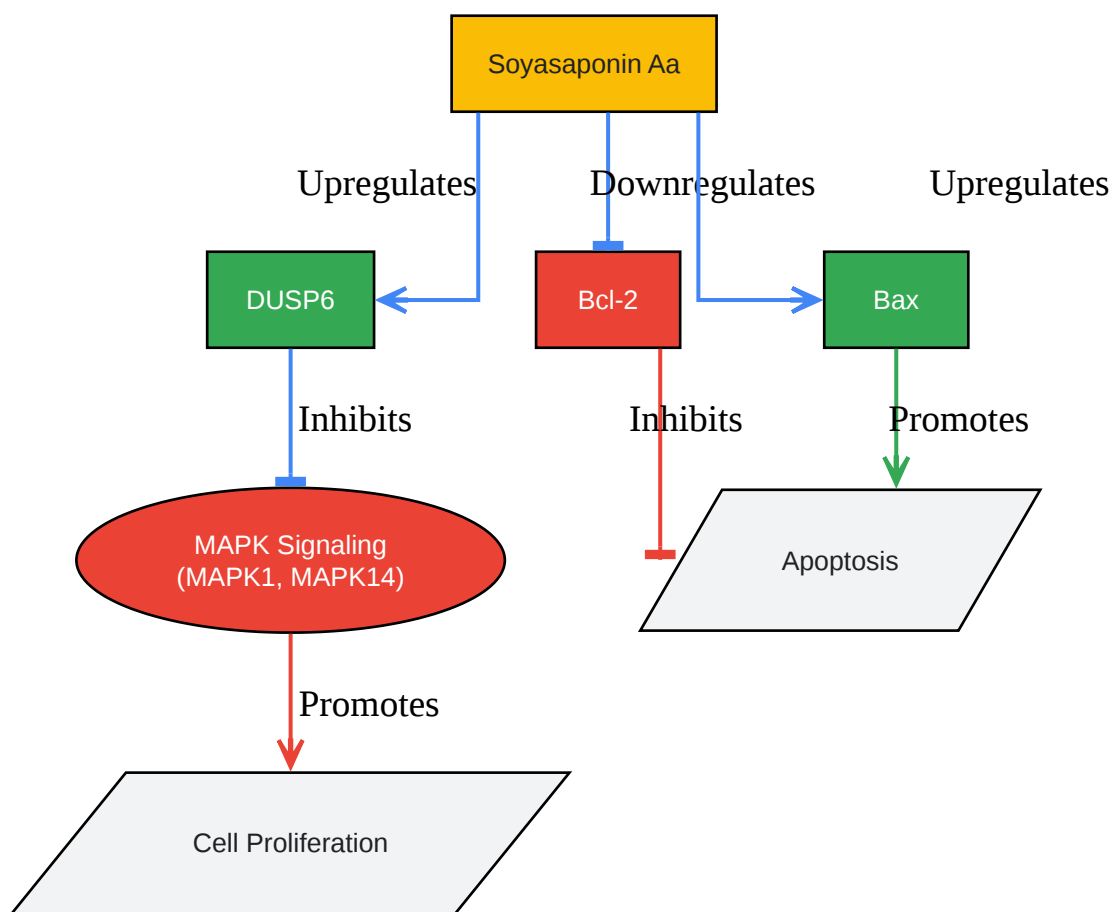 Soyasaponin Aa
Upregulates
Downregulates
Upregulates
DUSP6
Bcl-2
Bax
Inhibits
Inhibits
Promotes
MAPK Signaling
(MAPK1, MAPK14)
Apoptosis
Promotes
Cell Proliferation